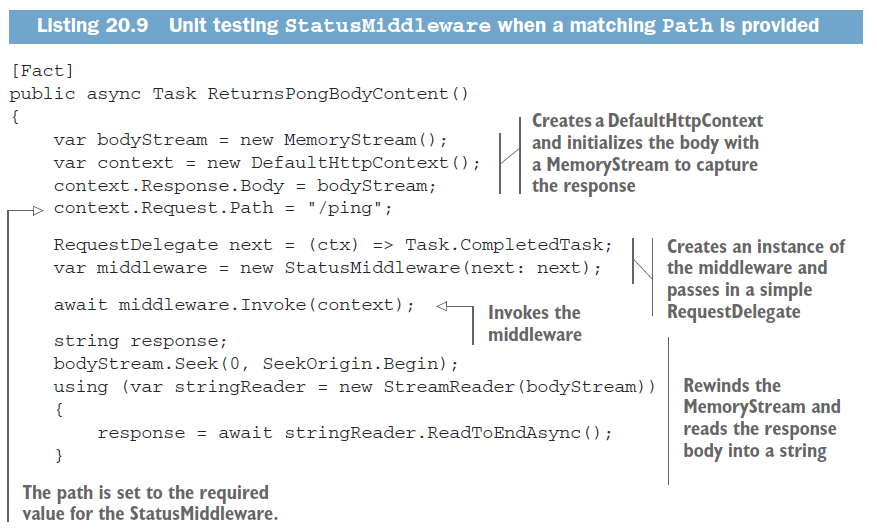 Listing 20.9 Unit testing StatusMiddleware when a matching Path is provided
[Fact]
public async Task ReturnsPongBodyContent()
{
    var bodyStream = new MemoryStream();
    var context = new DefaultHttpContext();
    context.Response.Body = bodyStream;
    context.Request.Path = "/ping";
Creates a DefaultHttpContext
and initializes the body with
a MemoryStream to capture
the response
    RequestDelegate next = (ctx) => Task.CompletedTask;
    var middleware = new StatusMiddleware(next: next);
Creates an instance of
the middleware and
passes in a simple
RequestDelegate
    await middleware.Invoke(context);
Invokes the
middleware
    string response;
    bodyStream.Seek(0, SeekOrigin.Begin);
    using (var stringReader = new StreamReader(bodyStream))
    {
        response = await stringReader.ReadToEndAsync();
    }
Rewinds the
MemoryStream and
reads the response
body into a string
The path is set to the required
value for the StatusMiddleware.